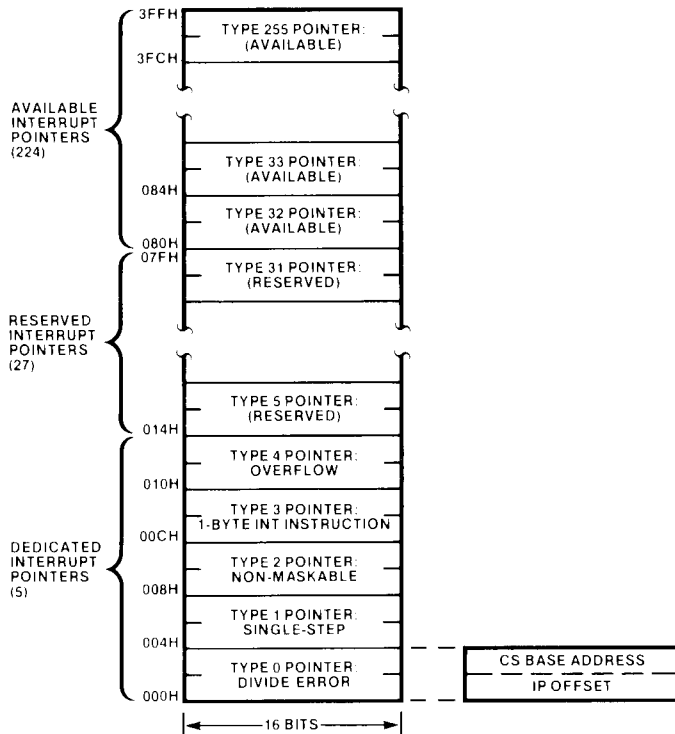 3FFH
TYPE 255 POINTER:
(AVAILABLE)
3FCH
AVAILABLE
INTERRUPT
POINTERS
(224)
TYPE 33 POINTER:
(AVAILABLE)
084H
TYPE 32 POINTER:
(AVAILABLE)
080H
07FH
TYPE 31 POINTER:
(RESERVED)
RESERVED
INTERRUPT
POINTERS
(27)
TYPE 5 POINTER:
(RESERVED)
014H
TYPE 4 POINTER:
OVERFLOW
010H
TYPE 3 POINTER:
1-BYTE INT INSTRUCTION
00CH
DEDICATED
INTERRUPT
POINTERS
(5)
TYPE 2 POINTER:
NON-MASKABLE
008H
TYPE 1 POINTER:
SINGLE-STEP
004H
TYPE 0 POINTER:
DIVIDE ERROR
000H
CS BASE ADDRESS
IP OFFSET
16 BITS